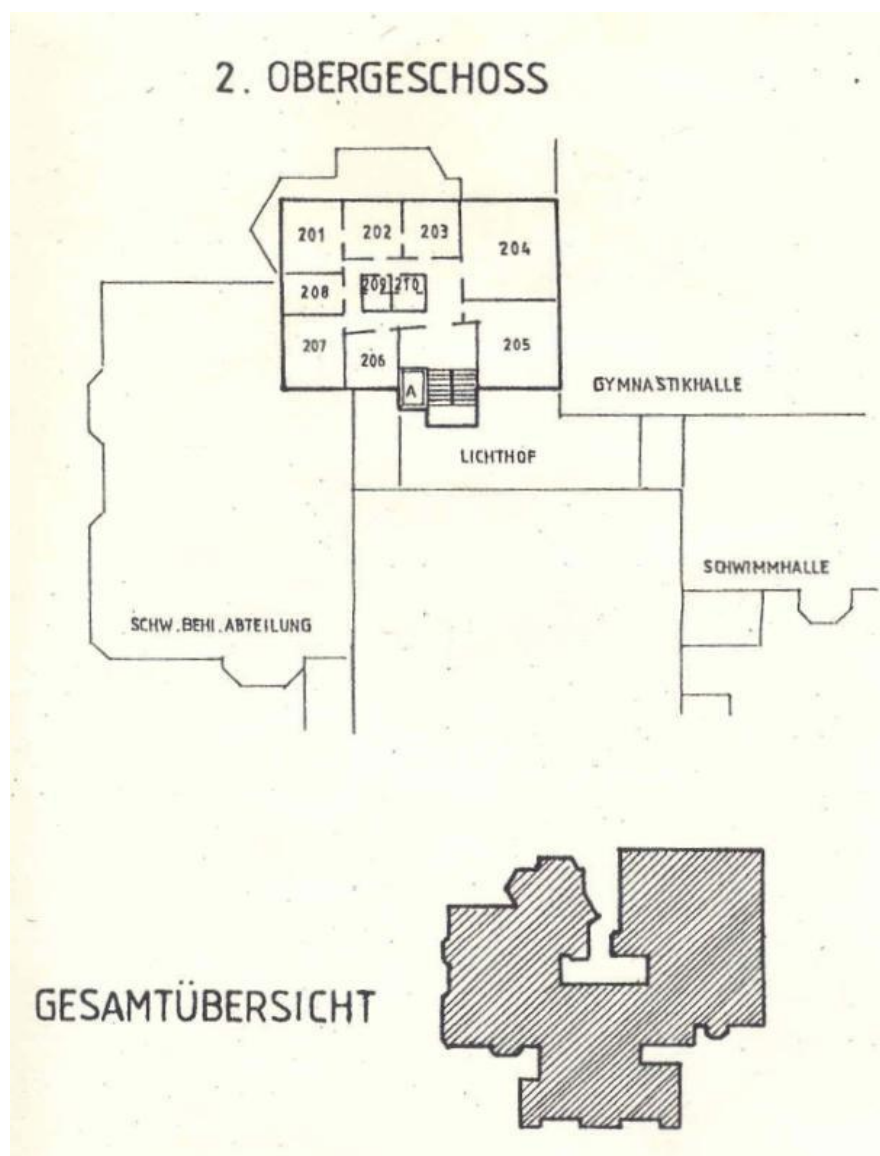 2. OBERGESCHOSS
201 202 203 204
208 209 210
207 206 205
A
GYMNASTIKHALLE
LICHTHOF
SCHWIMMHALLE
SCHW. BEHI. ABTEILUNG
GESAMTÜBERSICHT